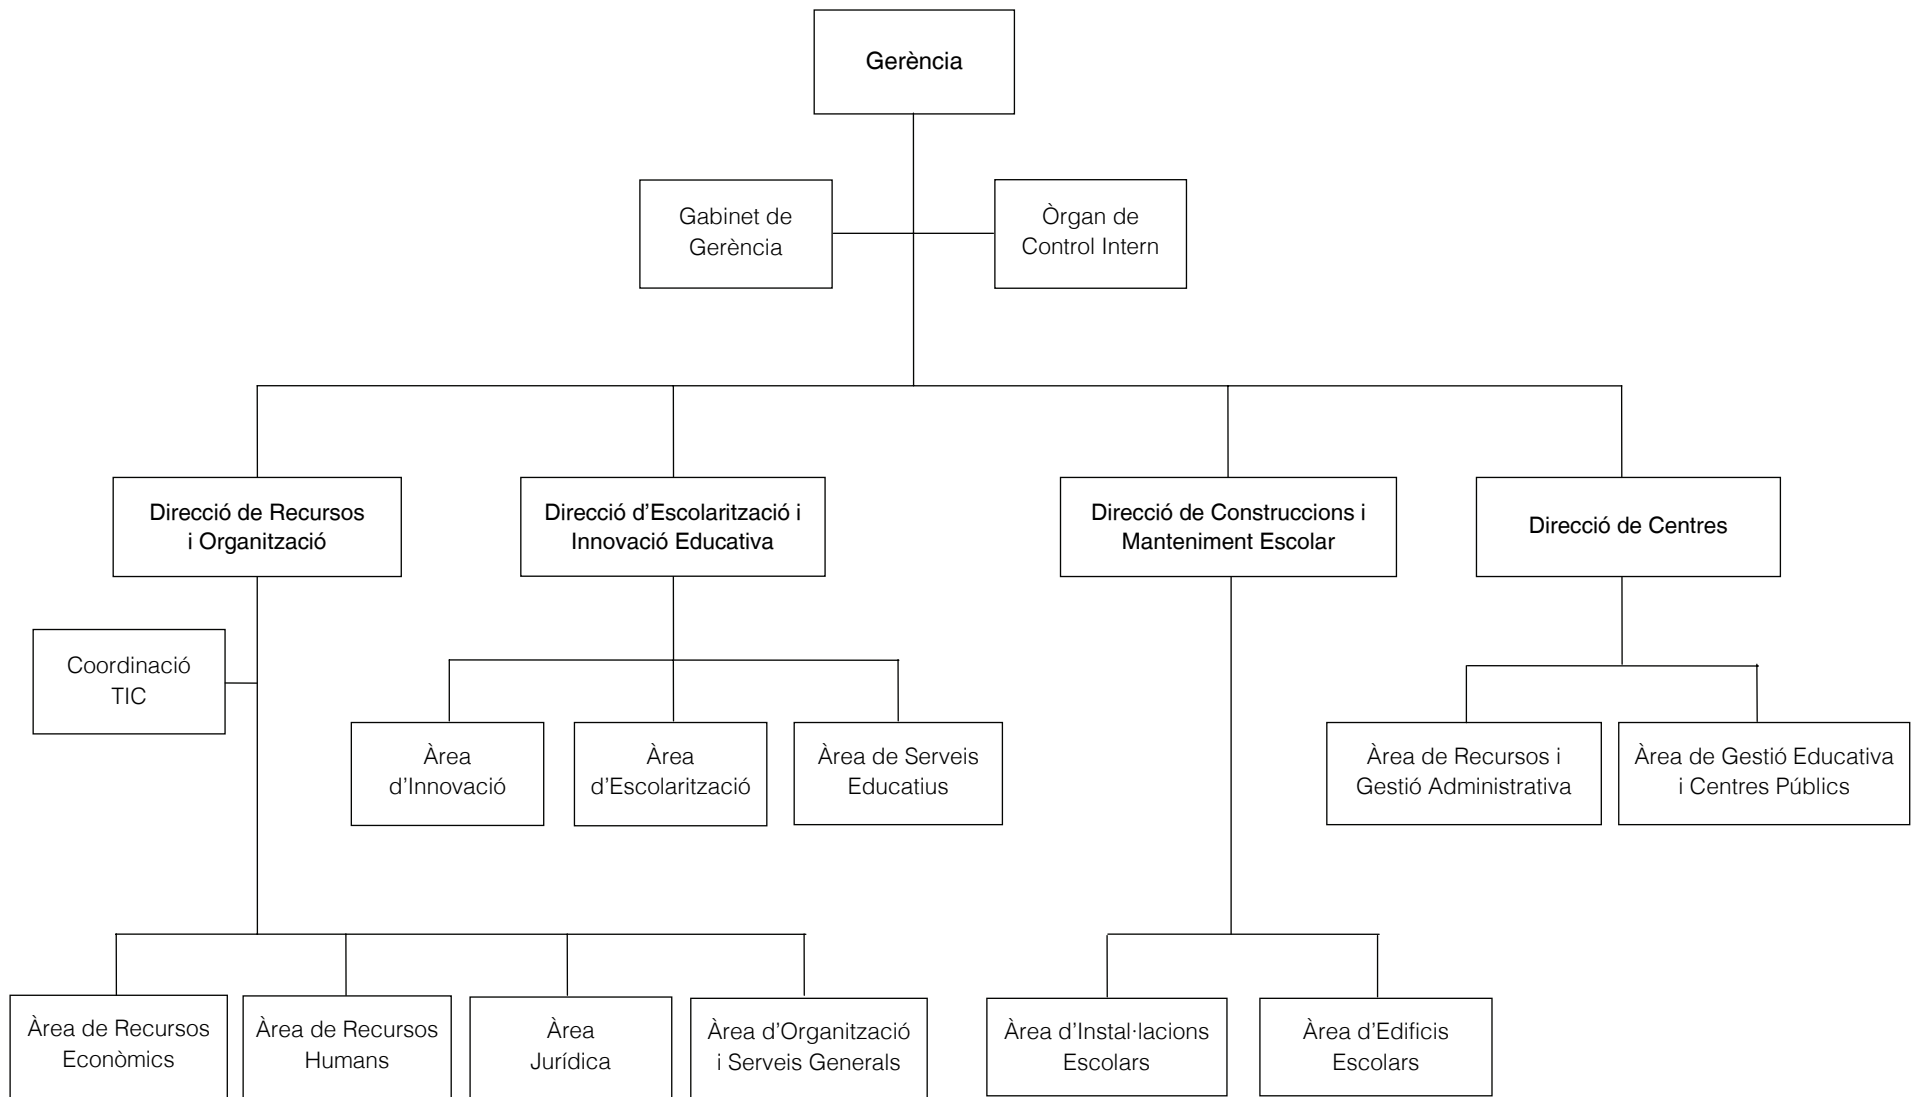 Gerència
Gabinet de
Gerència
Òrgan de
Control Intern
Direcció de Recursos
i Organització
Direcció d’Escolarització i
Innovació Educativa
Direcció de Construccions i
Manteniment Escolar
Direcció de Centres
Coordinació
TIC
Àrea
d’Innovació
Àrea
d’Escolarització
Àrea de Serveis
Educatius
Àrea de Recursos i
Gestió Administrativa
Àrea de Gestió Educativa
i Centres Públics
Àrea de Recursos
Econòmics
Àrea de Recursos
Humans
Àrea
Jurídica
Àrea d’Organització
i Serveis Generals
Àrea d’Instal·lacions
Escolars
Àrea d’Edificis
Escolars